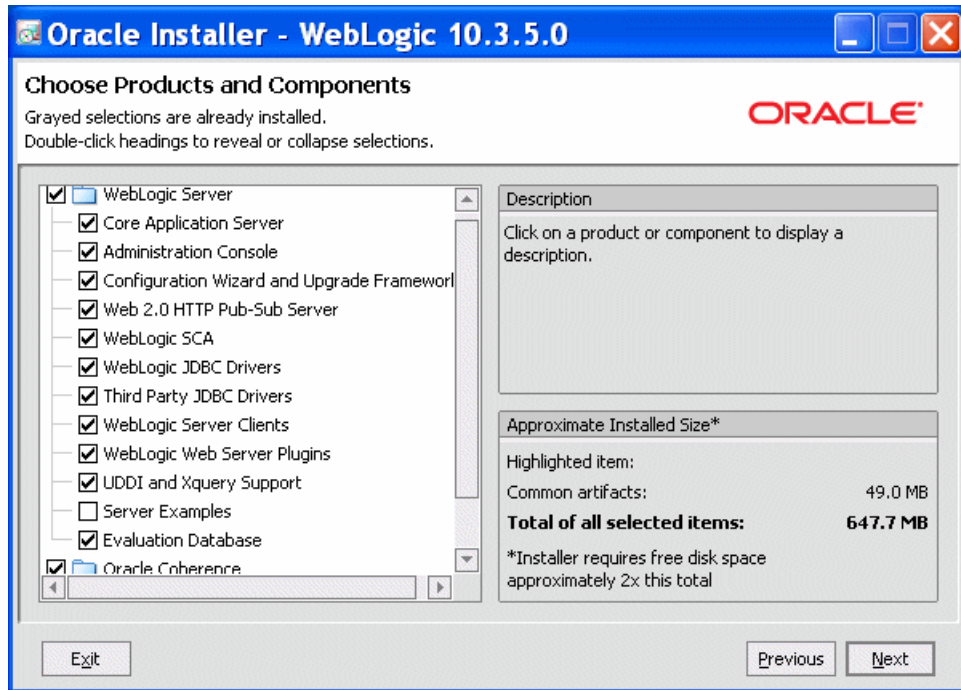 Oracle Installer - WebLogic 10.3.5.0
Choose Products and Components
Grayed selections are already installed.
Double-click headings to reveal or collapse selections.
ORACLE
WebLogic Server
Core Application Server
Administration Console
Configuration Wizard and Upgrade Framework
Web 2.0 HTTP Pub-Sub Server
WebLogic SCA
WebLogic JDBC Drivers
Third Party JDBC Drivers
WebLogic Server Clients
WebLogic Web Server Plugins
UDDI and Xquery Support
Server Examples
Evaluation Database
Oracle Coherence
Description
Click on a product or component to display a
description.
Approximate Installed Size*
Highlighted item:
Common artifacts: 49.0 MB
Total of all selected items: 647.7 MB
*Installer requires free disk space
approximately 2x this total
Exit
Previous
Next